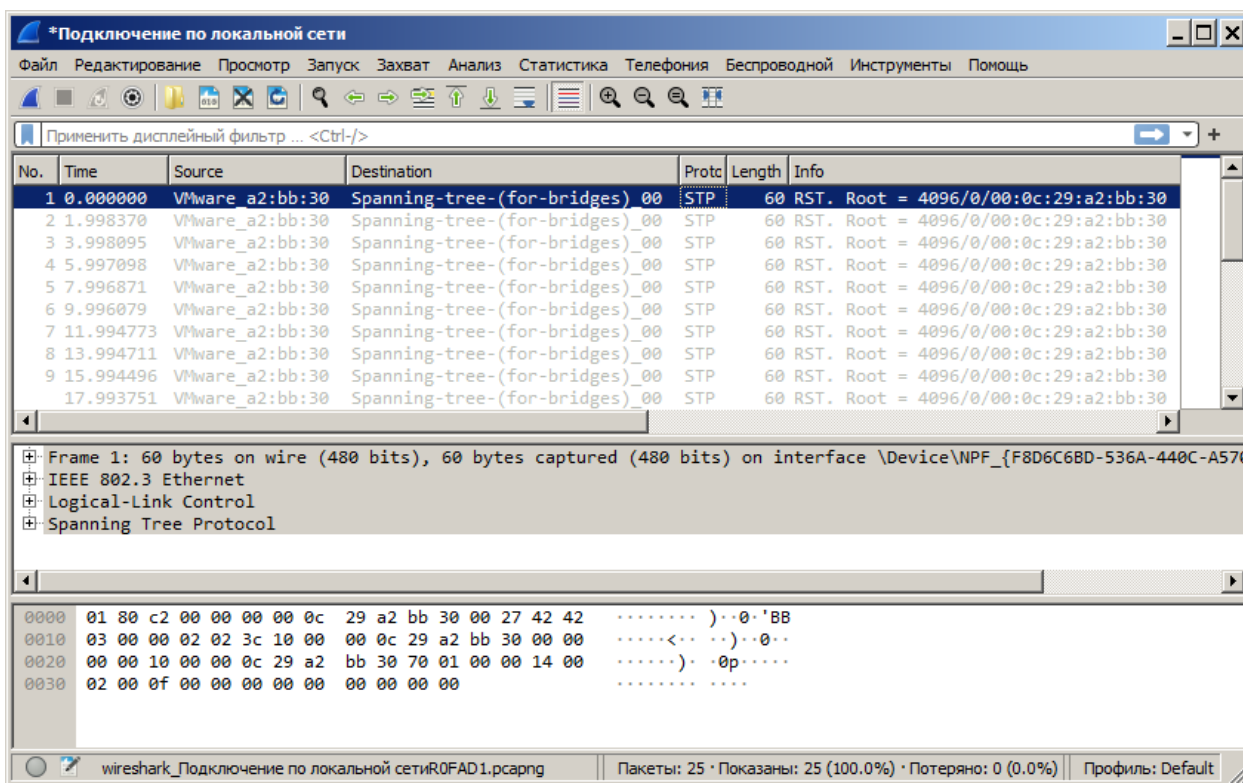 *Подключение по локальной сети
Файл Редактирование Просмотр Запуск Захват Анализ Статистика Телефония Беспроводной Инструменты Помощь
Применить дисплейный фильтр ... <Ctrl-/>
No. Time Source Destination Protc Length Info
1 0.000000 VMware_a2:bb:30 Spanning-tree-(for-bridges)_00 STP 60 RST. Root = 4096/0/00:0c:29:a2:bb:30
2 1.998370 VMware_a2:bb:30 Spanning-tree-(for-bridges)_00 STP 60 RST. Root = 4096/0/00:0c:29:a2:bb:30
3 3.998095 VMware_a2:bb:30 Spanning-tree-(for-bridges)_00 STP 60 RST. Root = 4096/0/00:0c:29:a2:bb:30
4 5.997098 VMware_a2:bb:30 Spanning-tree-(for-bridges)_00 STP 60 RST. Root = 4096/0/00:0c:29:a2:bb:30
5 7.996871 VMware_a2:bb:30 Spanning-tree-(for-bridges)_00 STP 60 RST. Root = 4096/0/00:0c:29:a2:bb:30
6 9.996079 VMware_a2:bb:30 Spanning-tree-(for-bridges)_00 STP 60 RST. Root = 4096/0/00:0c:29:a2:bb:30
7 11.994773 VMware_a2:bb:30 Spanning-tree-(for-bridges)_00 STP 60 RST. Root = 4096/0/00:0c:29:a2:bb:30
8 13.994711 VMware_a2:bb:30 Spanning-tree-(for-bridges)_00 STP 60 RST. Root = 4096/0/00:0c:29:a2:bb:30
9 15.994496 VMware_a2:bb:30 Spanning-tree-(for-bridges)_00 STP 60 RST. Root = 4096/0/00:0c:29:a2:bb:30
17.993751 VMware_a2:bb:30 Spanning-tree-(for-bridges)_00 STP 60 RST. Root = 4096/0/00:0c:29:a2:bb:30
Frame 1: 60 bytes on wire (480 bits), 60 bytes captured (480 bits) on interface \Device\NPF_{F8D6C6BD-536A-440C-A570
IEEE 802.3 Ethernet
Logical-Link Control
Spanning Tree Protocol
0000 01 80 c2 00 00 00 00 0c 29 a2 bb 30 00 27 42 42 ········ )··0·'BB
0010 03 00 00 02 02 3c 10 00 00 0c 29 a2 bb 30 00 00 ·····<·· ··)··0··
0020 00 00 10 00 00 0c 29 a2 bb 30 70 01 00 00 14 00 ······)· ·0p·····
0030 02 00 0f 00 00 00 00 00 00 00 00 00 ········ ····
wireshark_Подключение по локальной сетиR0FAD1.pcapng Пакеты: 25 · Показаны: 25 (100.0%) · Потеряно: 0 (0.0%) Профиль: Default